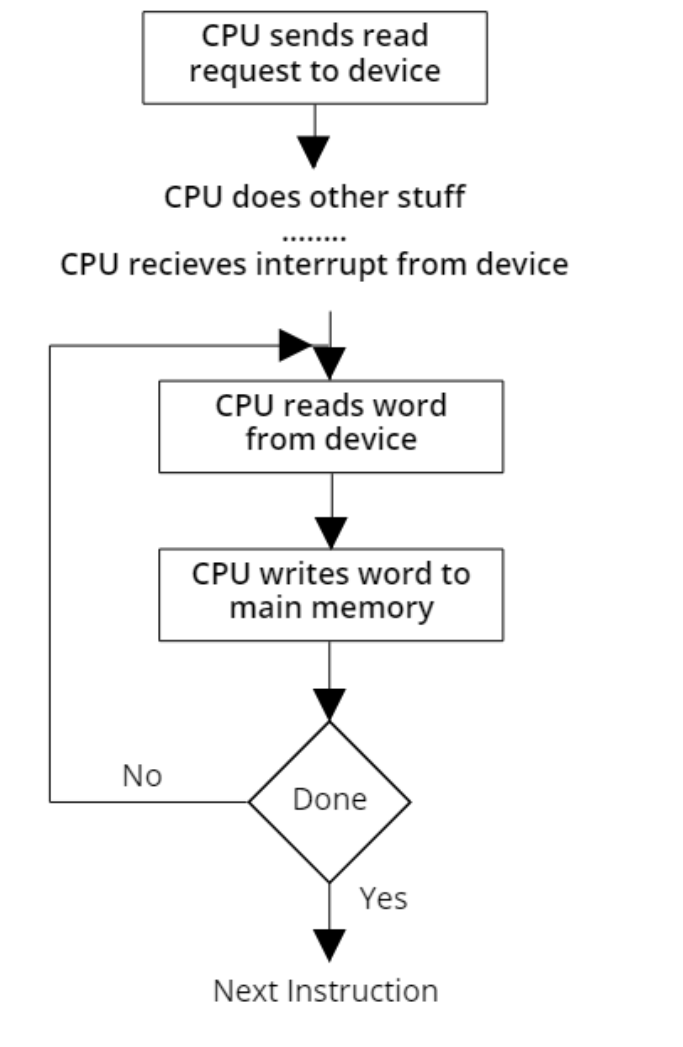 CPU sends read
request to device
CPU does other stuff
........
CPU recieves interrupt from device
CPU reads word
from device
CPU writes word to
main memory
No
Done
Yes
Next Instruction